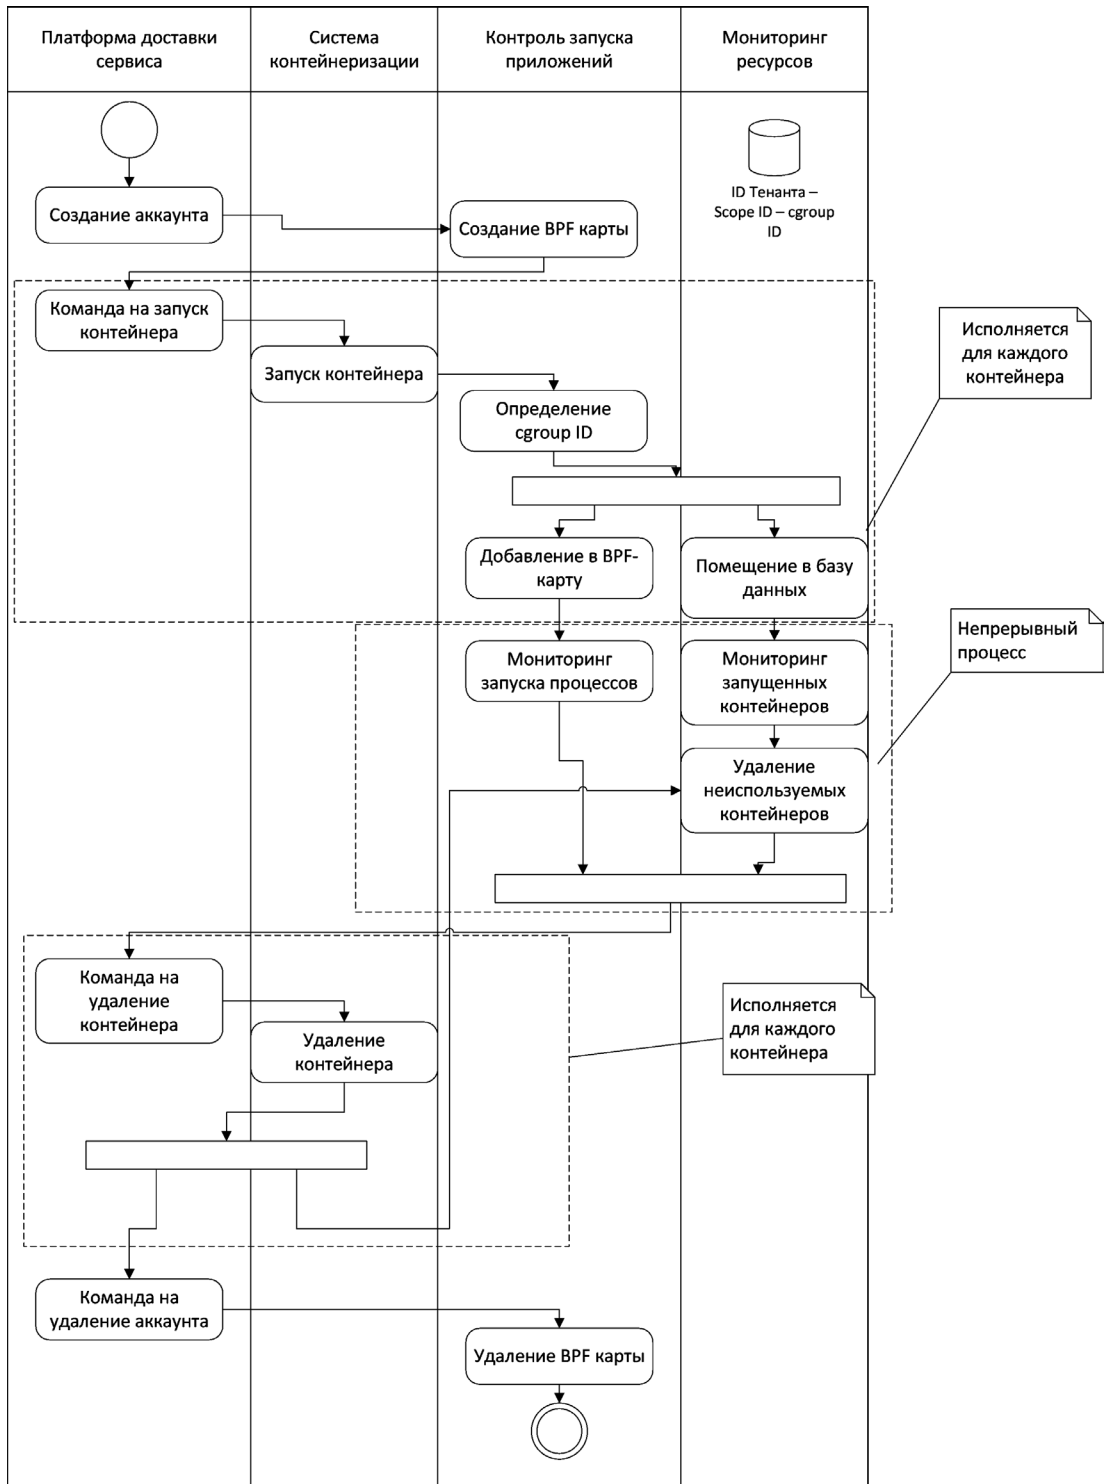 Платформа доставки
сервиса
Система
контейнеризации
Контроль запуска
приложений
Мониторинг
ресурсов
ID Тенанта –
Scope ID – cgroup
ID
Создание аккаунта
Создание BPF карты
Команда на запуск
контейнера
Исполняется
для каждого
контейнера
Запуск контейнера
Определение
cgroup ID
Добавление в BPF-
карту
Помещение в базу
данных
Непрерывный
процесс
Мониторинг
запуска процессов
Мониторинг
запущенных
контейнеров
Удаление
неиспользуемых
контейнеров
Команда на
удаление
контейнера
Исполняется
для каждого
контейнера
Удаление
контейнера
Команда на
удаление аккаунта
Удаление BPF карты